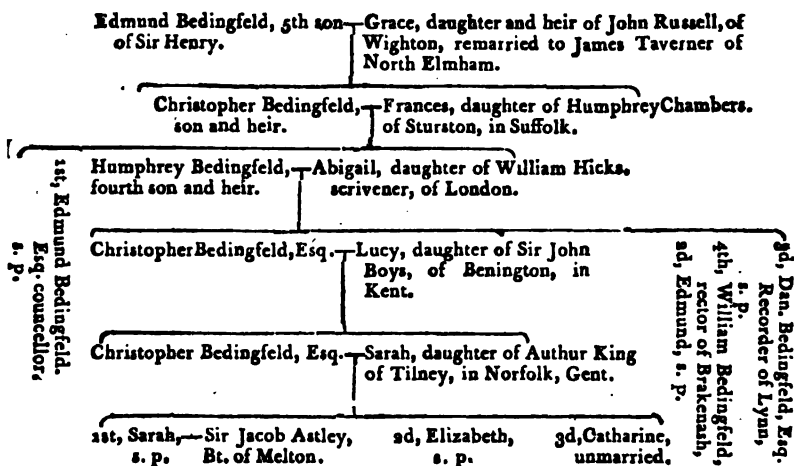 Edmund Bedingfeld, 5th son
of Sir Henry.
Grace, daughter and heir of John Russell, of
Wighton, remarried to James Taverner of
North Elmham.
Christopher Bedingfeld,
son and heir.
Frances, daughter of Humphrey Chambers.
of Sturston, in Suffolk.
1st, Edmund Bedingfeld.
Esq. councellor,
s. p.
Humphrey Bedingfeld,
fourth son and heir.
Abigail, daughter of William Hicks,
scrivener, of London.
Christopher Bedingfeld, Esq.
Lucy, daughter of Sir John
Boys, of Benington, in
Kent.
3d, Dan. Bedingfeld, Esq.
Recorder of Lynn,
s. p.
4th, William Bedingfeld,
rector of Brakenash,
2d, Edmund, s. p.
Christopher Bedingfeld, Esq.
Sarah, daughter of Authur King
of Tilney, in Norfolk, Gent.
1st, Sarah,
s. p.
Sir Jacob Astley,
Bt. of Melton.
2d, Elizabeth,
s. p.
3d, Catharine,
unmarried.